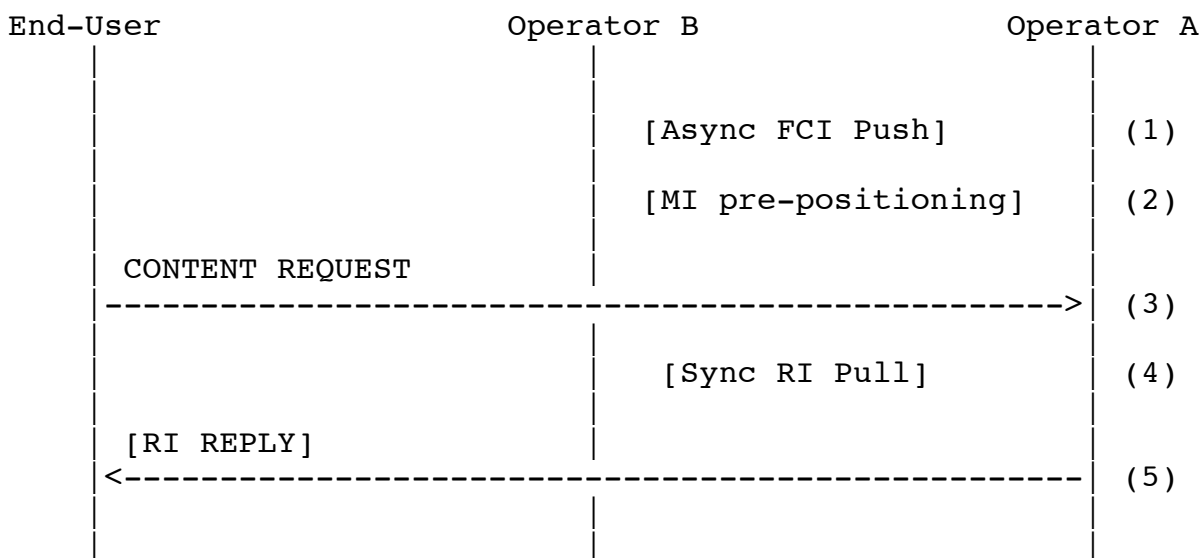 End-User Operator B Operator A
[Async FCI Push] (1)
[MI pre-positioning] (2)
CONTENT REQUEST
(3)
[Sync RI Pull] (4)
[RI REPLY]
(5)